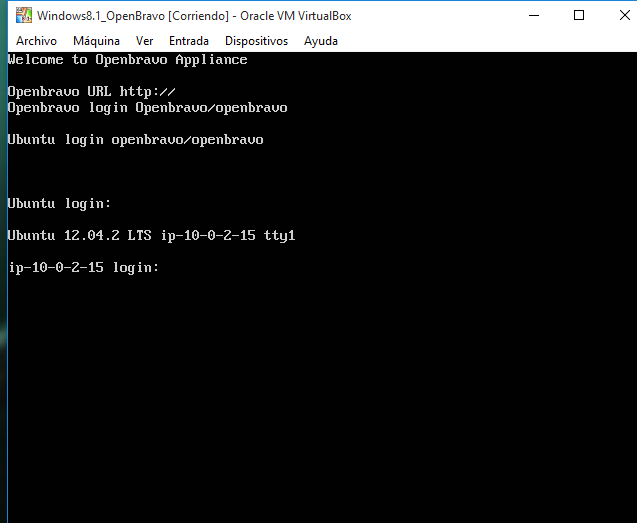 Windows8.1_OpenBravo [Corriendo] - Oracle VM VirtualBox
Archivo Máquina Ver Entrada Dispositivos Ayuda
Welcome to Openbravo Appliance
Openbravo URL http://
Openbravo login Openbravo/openbravo
Ubuntu login openbravo/openbravo
Ubuntu login:
Ubuntu 12.04.2 LTS ip-10-0-2-15 tty1
ip-10-0-2-15 login: